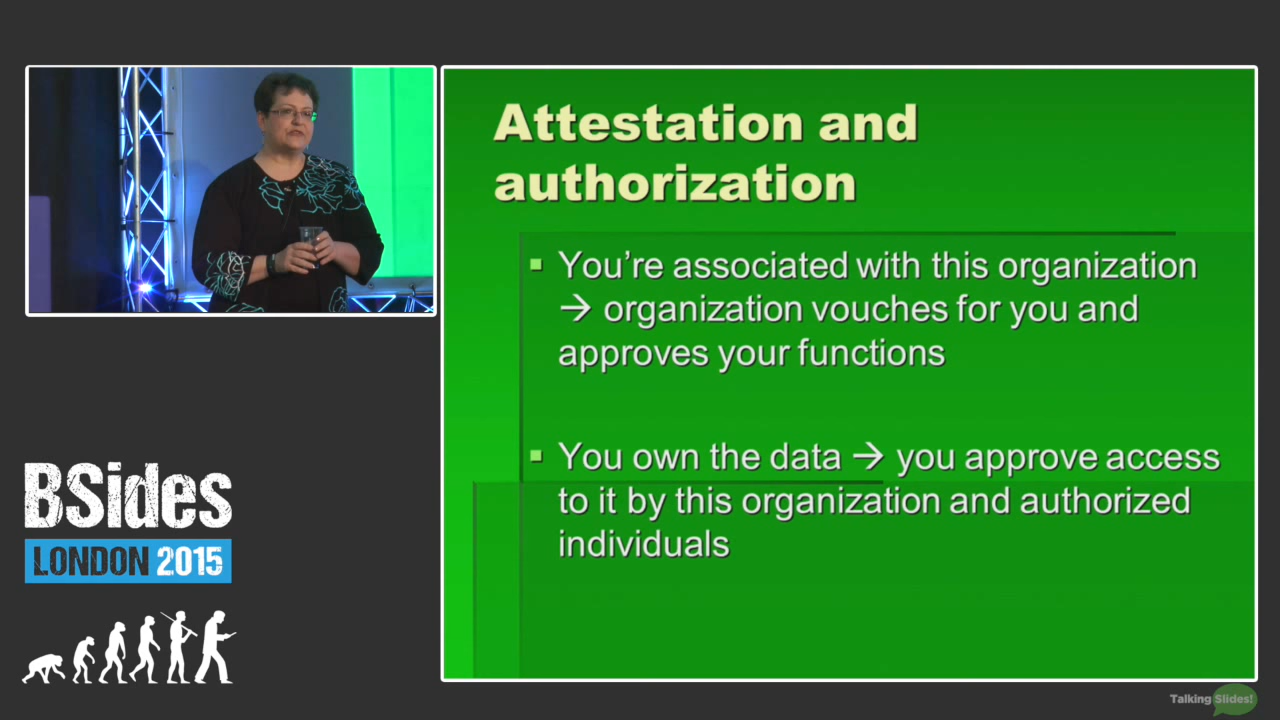 Attestation and
authorization
▪ You’re associated with this organization
→ organization vouches for you and
approves your functions
▪ You own the data → you approve access
to it by this organization and authorized
individuals
BSides
LONDON 2015
Talking Slides!